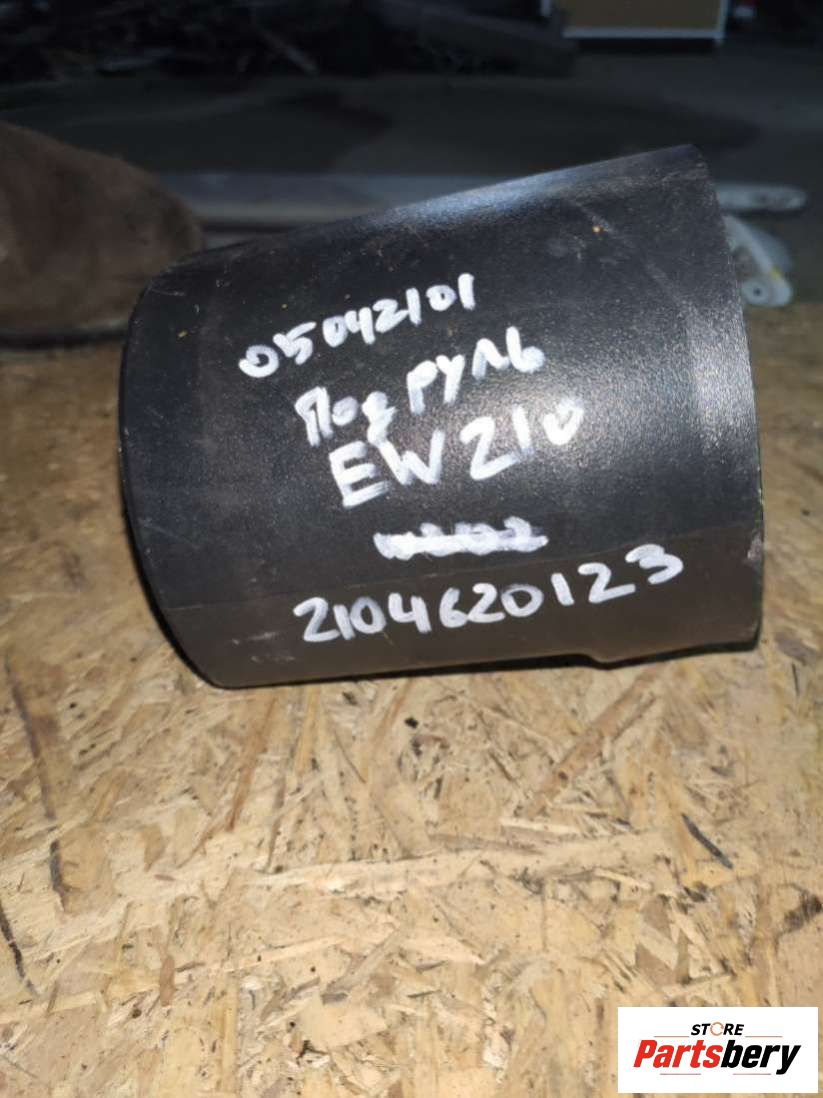 05042101
Под руль
EW210
2104620123
STORE
Partsbery